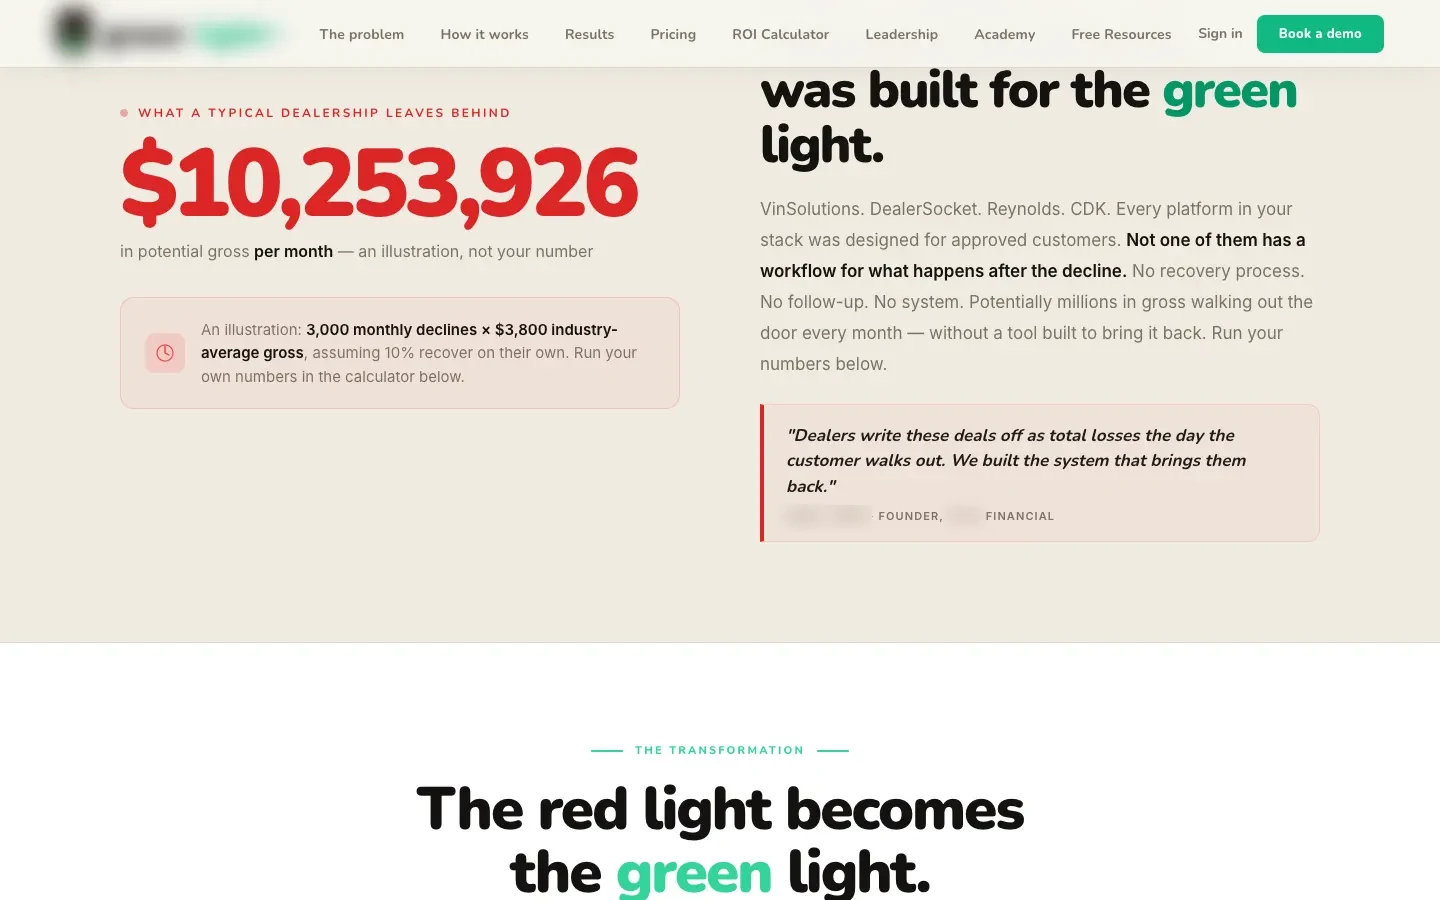 The problem
How it works
Results
Pricing
ROI Calculator
Leadership
Academy
Free Resources
Sign in
Book a demo
WHAT A TYPICAL DEALERSHIP LEAVES BEHIND
$10,253,926
in potential gross per month — an illustration, not your number
An illustration: 3,000 monthly declines × $3,800 industry-
average gross, assuming 10% recover on their own. Run your
own numbers in the calculator below.
was built for the green
light.
VinSolutions. DealerSocket. Reynolds. CDK. Every platform in your
stack was designed for approved customers. Not one of them has a
workflow for what happens after the decline. No recovery process.
No follow-up. No system. Potentially millions in gross walking out the
door every month — without a tool built to bring it back. Run your
numbers below.
"Dealers write these deals off as total losses the day the
customer walks out. We built the system that brings them
back."
· FOUNDER, FINANCIAL
THE TRANSFORMATION
The red light becomes
the green light.